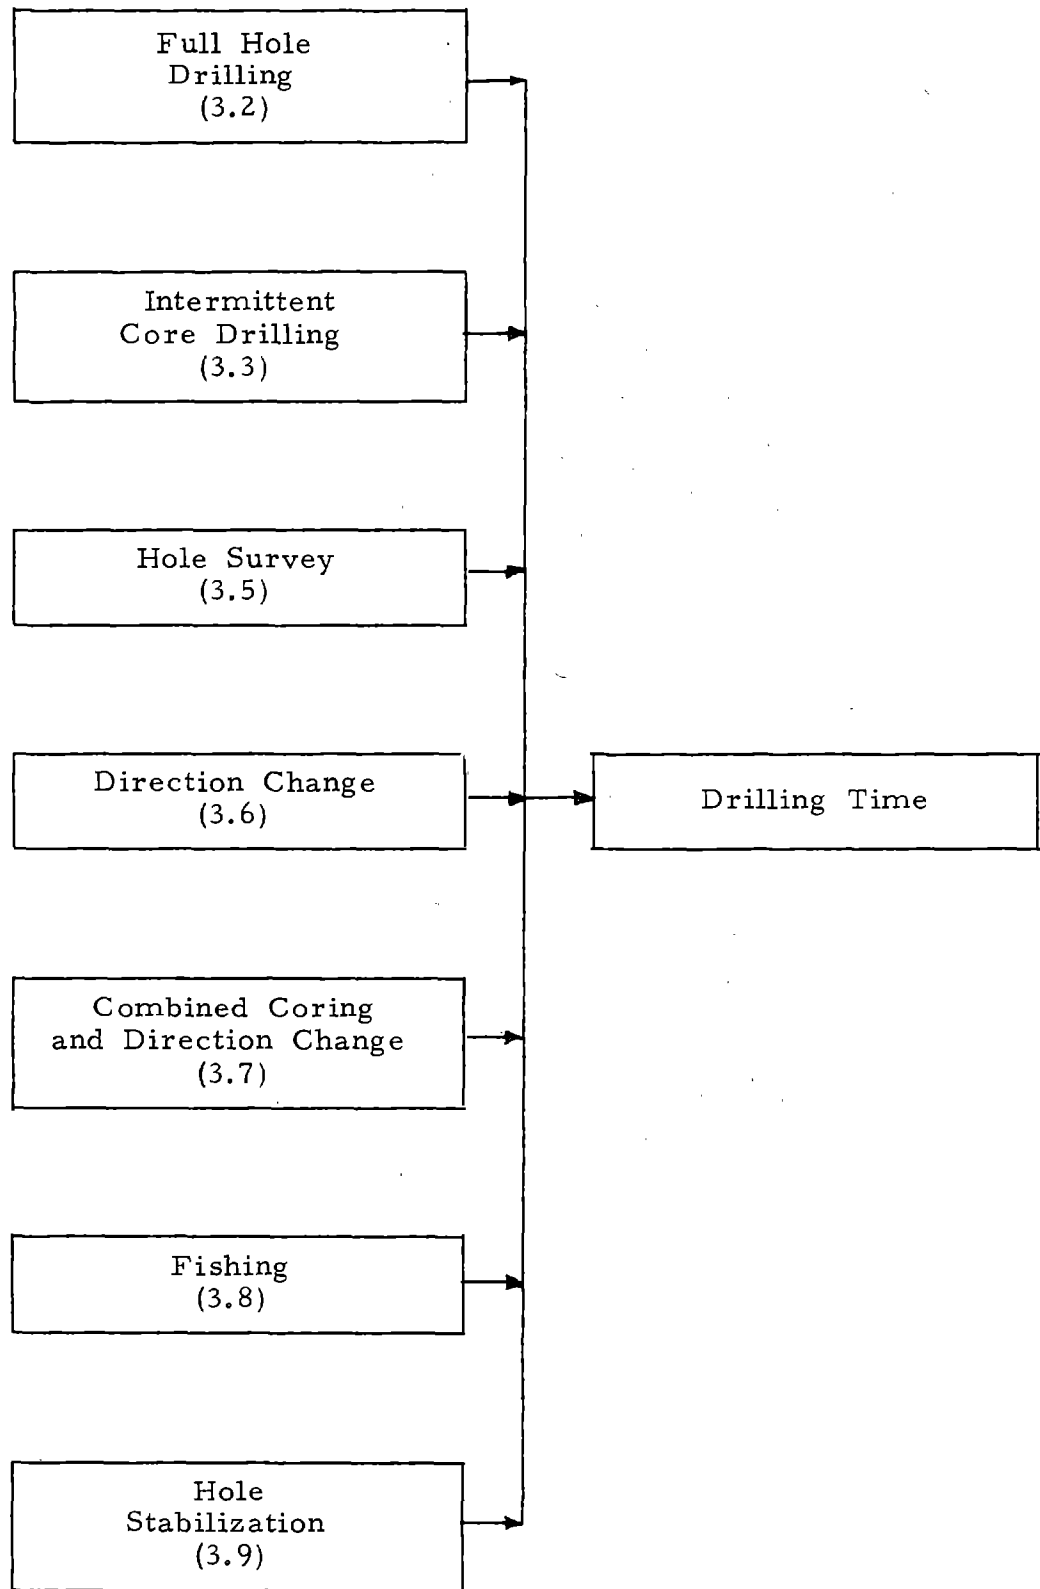 Full Hole
Drilling
(3.2)
Intermittent
Core Drilling
(3.3)
Hole Survey
(3.5)
Direction Change
(3.6)
Drilling Time
Combined Coring
and Direction Change
(3.7)
Fishing
(3.8)
Hole
Stabilization
(3.9)